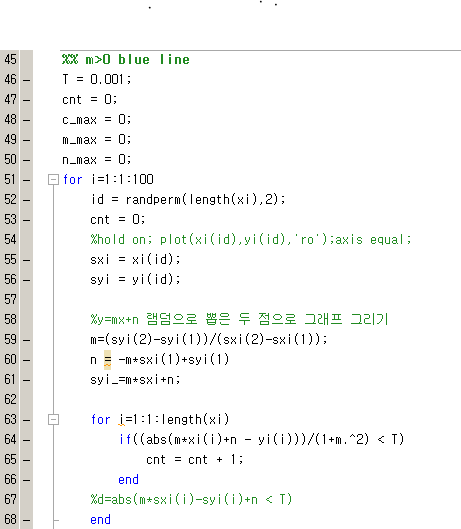 45 %% m>0 blue line
46 – T = 0.001;
47 – cnt = 0;
48 – c_max = 0;
49 – m_max = 0;
50 – n_max = 0;
51 – for i=1:1:100
52 – id = randperm(length(xi),2);
53 – cnt = 0;
54 %hold on; plot(xi(id),yi(id),'ro');axis equal;
55 – sxi = xi(id);
56 – syi = yi(id);
57
58 %y=mx+n 램덤으로 뽑은 두 점으로 그래프 그리기
59 – m=(syi(2)-syi(1))/(sxi(2)-sxi(1));
60 – n = -m*sxi(1)+syi(1)
61 – syi_=m*sxi+n;
62
63 – for i=1:1:length(xi)
64 – if((abs(m*xi(i)+n - yi(i)))/(1+m.^2) < T)
65 – cnt = cnt + 1;
66 – end
67 %d=abs(m*sxi(i)-syi(i)+n < T)
68 – end